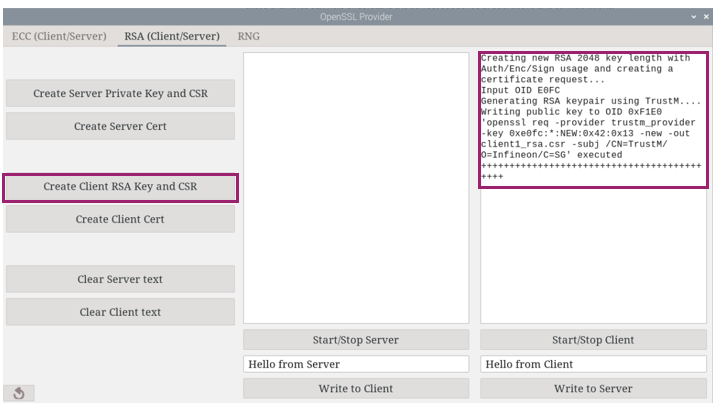 OpenSSL Provider
ECC (Client/Server) RSA (Client/Server) RNG
Create Server Private Key and CSR
Create Server Cert
Create Client RSA Key and CSR
Create Client Cert
Clear Server text
Clear Client text
Creating new RSA 2048 key length with
Auth/Enc/Sign usage and creating a
certificate request...
Input OID E0FC
Generating RSA keypair using TrustM....
Writing public key to OID 0xF1E0
'openssl req -provider trustm_provider
-key 0xe0fc:*:NEW:0x42:0x13 -new -out
client1_rsa.csr -subj /CN=TrustM/
O=Infineon/C=SG' executed
+++++++++++++++++++++++++++++++++++++++
++++
Start/Stop Server
Start/Stop Client
Hello from Server
Hello from Client
Write to Client
Write to Server